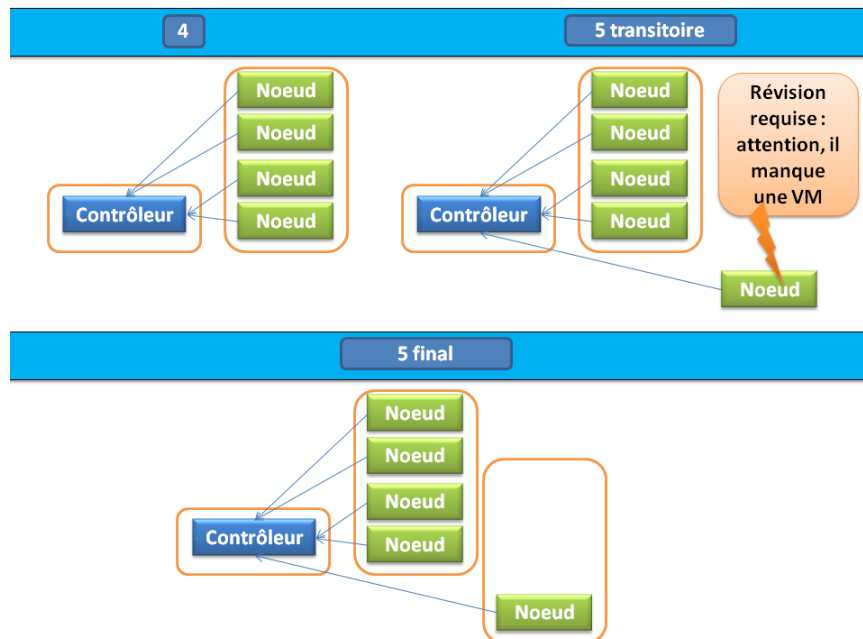 4
5 transitoire
Noeud
Noeud
Noeud
Noeud
Contrôleur
Noeud
Noeud
Noeud
Noeud
Contrôleur
Révision
requise :
attention, il
manque
une VM
Noeud
5 final
Noeud
Noeud
Noeud
Noeud
Contrôleur
Noeud